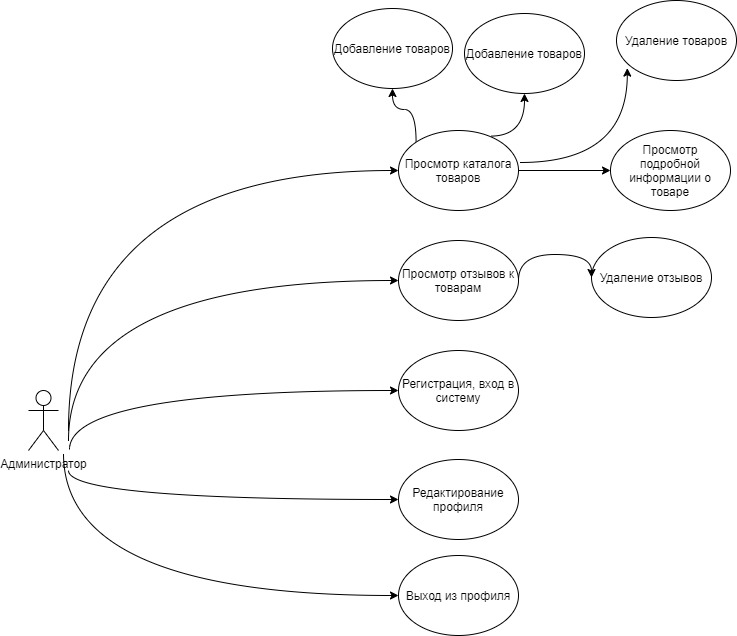 Добавление товаров
Добавление товаров
Удаление товаров
Просмотр каталога
товаров
Просмотр
подробной
информации о
товаре
Просмотр отзывов к
товарам
Удаление отзывов
Регистрация, вход в
систему
Администратор
Редактирование
профиля
Выход из профиля